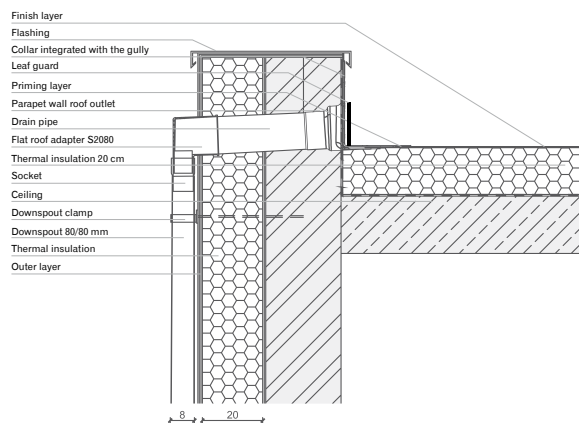 Finish layer
Flashing
Collar integrated with the gully
Leaf guard
Priming layer
Parapet wall roof outlet
Drain pipe
Flat roof adapter S2080
Thermal insulation 20 cm
Socket
Ceiling
Downspout clamp
Downspout 80/80 mm
Thermal insulation
Outer layer
8 20